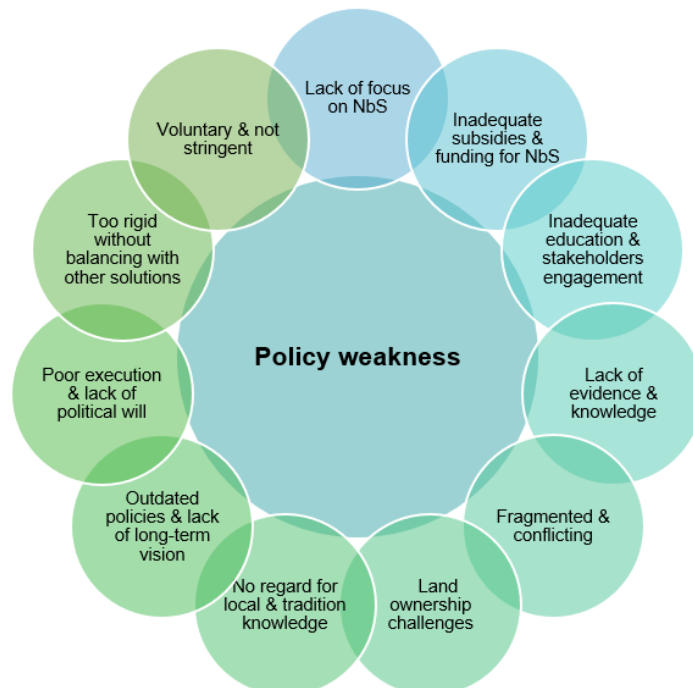 Lack of focus
on NbS
Inadequate
subsidies &
funding for NbS
Inadequate
education &
stakeholders
engagement
Lack of
evidence &
knowledge
Fragmented &
conflicting
Land
ownership
challenges
No regard for
local & tradition
knowledge
Outdated
policies & lack
of long-term
vision
Poor execution
& lack of
political will
Too rigid
without
balancing with
other solutions
Voluntary & not
stringent
Policy weakness